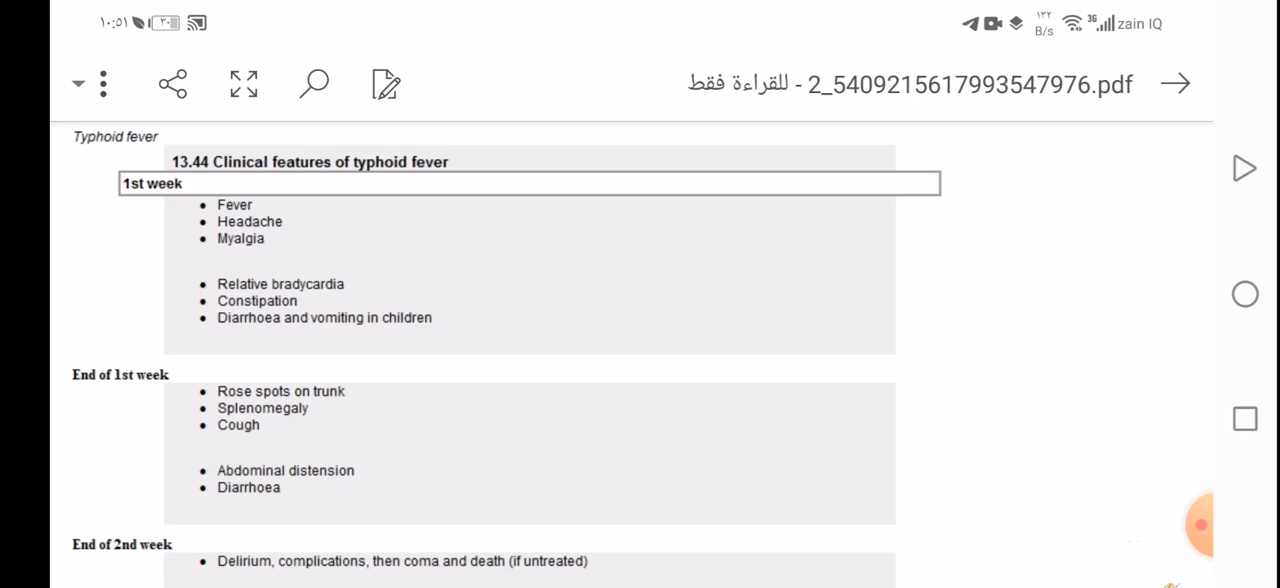 ١٠:٥١
٢٠
١٣٢
B/s
3G
zain IQ
2_5409215617993547976.pdf - للقراءة فقط
Typhoid fever
13.44 Clinical features of typhoid fever
1st week
• Fever
• Headache
• Myalgia
• Relative bradycardia
• Constipation
• Diarrhoea and vomiting in children
End of 1st week
• Rose spots on trunk
• Splenomegaly
• Cough
• Abdominal distension
• Diarrhoea
End of 2nd week
• Delirium, complications, then coma and death (if untreated)